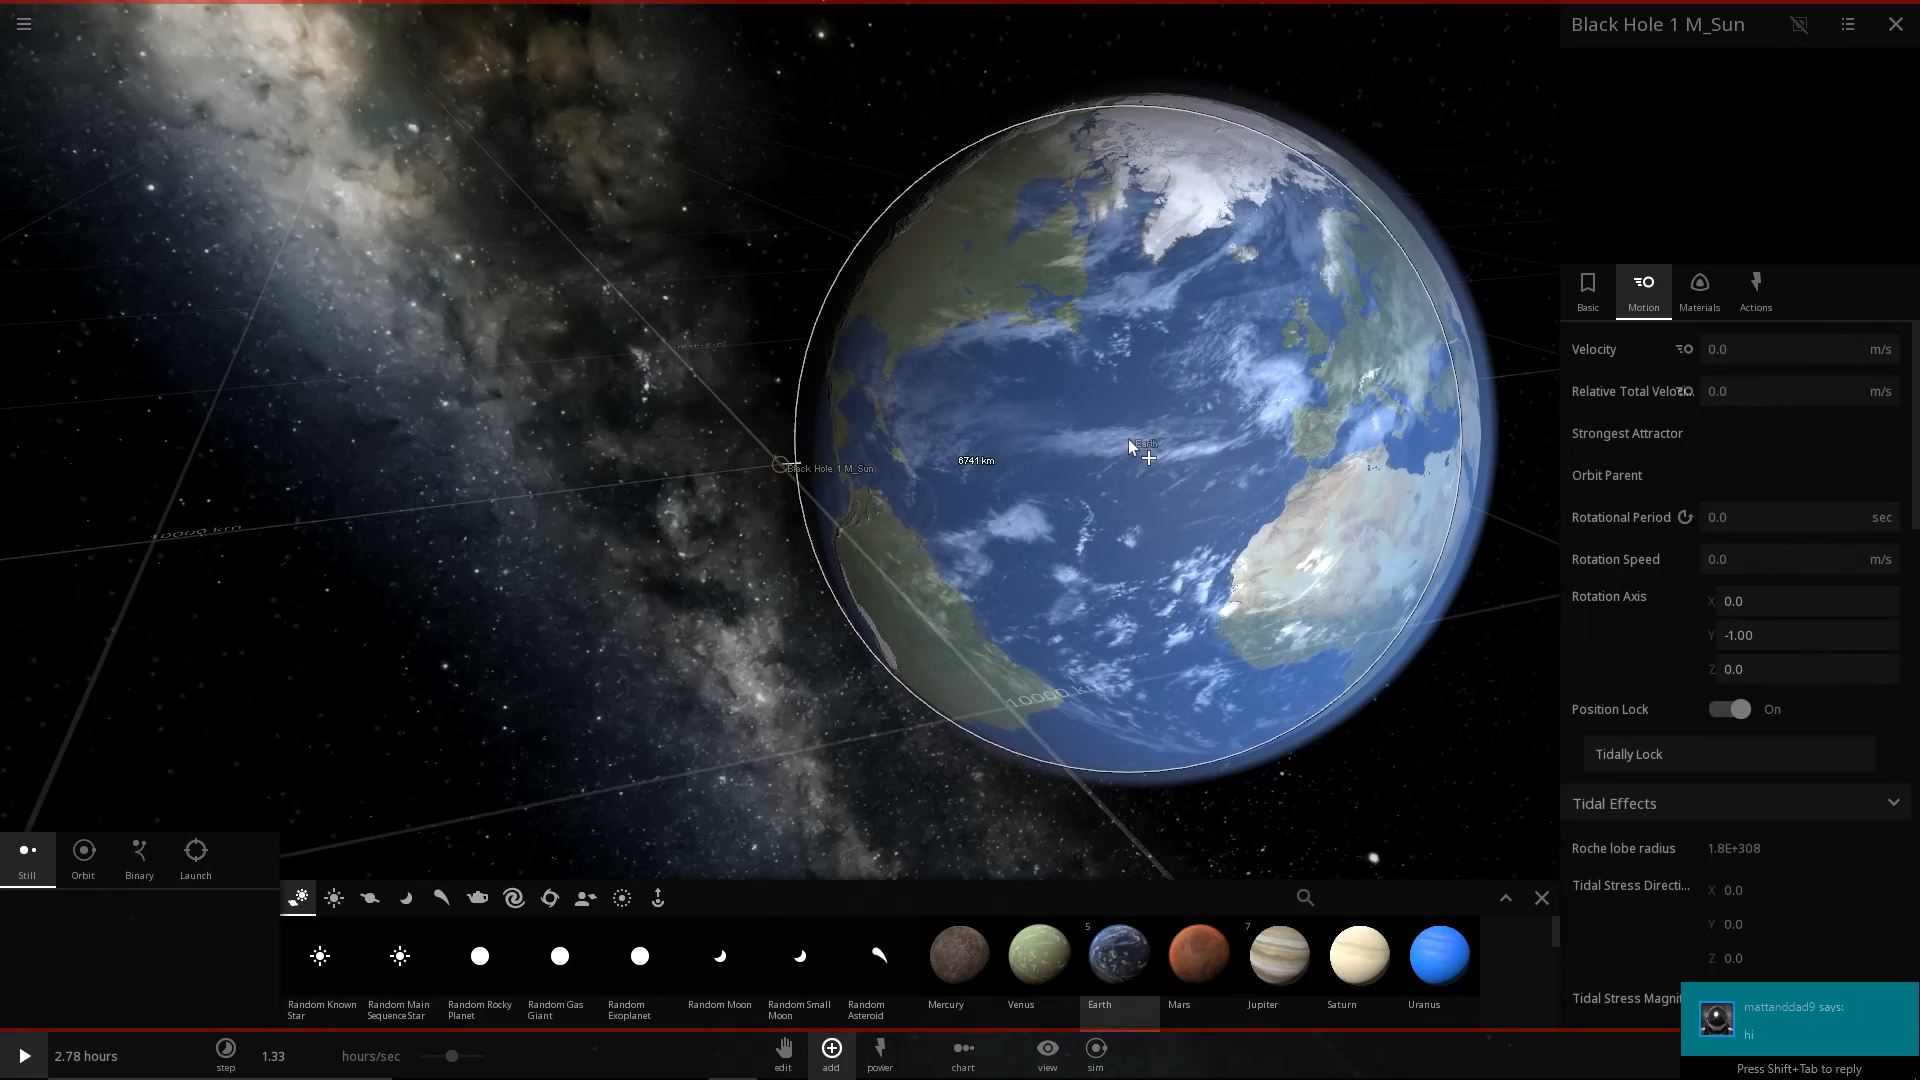 Black Hole 1 M_Sun
Basic
Motion
Materials
Actions
Velocity 0.0 m/s
Relative Total Veloci... 0.0 m/s
Strongest Attractor
Orbit Parent
Rotational Period 0.0 sec
Rotation Speed 0.0 m/s
Rotation Axis X 0.0
Y -1.00
Z 0.0
Position Lock On
Tidally Lock
Tidal Effects
Roche lobe radius 1.8E+308
Tidal Stress Directi... X 0.0
Y 0.0
Z 0.0
Tidal Stress Magnit
mattanddad9 says:
hi
Press Shift+Tab to reply
Earth
6741 km
Black Hole 1 M_Sun
10000 km
10000 km
Still
Orbit
Binary
Launch
5
7
Random Known
Star
Random Main
Sequence Star
Random Rocky
Planet
Random Gas
Giant
Random
Exoplanet
Random Moon
Random Small
Moon
Random
Asteroid
Mercury
Venus
Earth
Mars
Jupiter
Saturn
Uranus
2.78 hours
step
1.33
hours/sec
edit
add
power
chart
view
sim